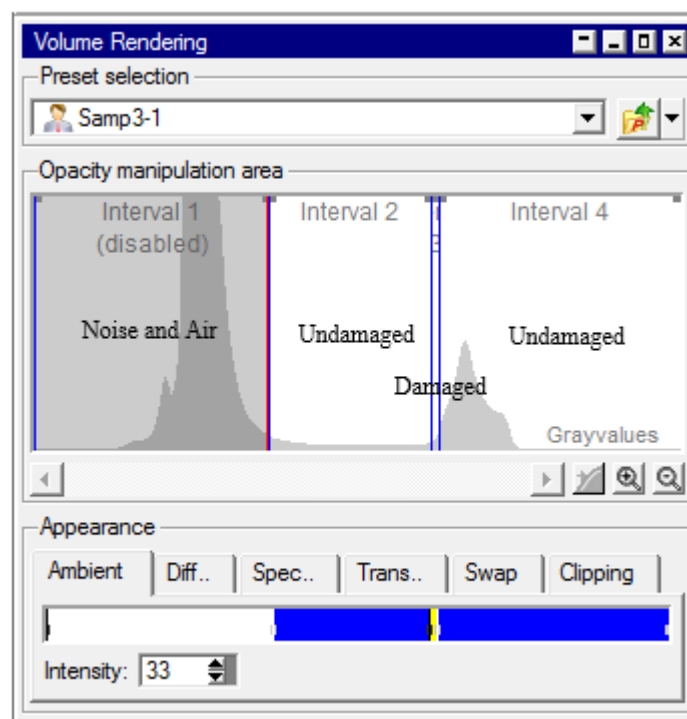 Volume Rendering
Preset selection
Samp3-1
Opacity manipulation area
Interval 1
(disabled)
Interval 2
3
Interval 4
Noise and Air
Undamaged
Undamaged
Damaged
Grayvalues
Appearance
Ambient
Diff..
Spec..
Trans..
Swap
Clipping
Intensity: 33